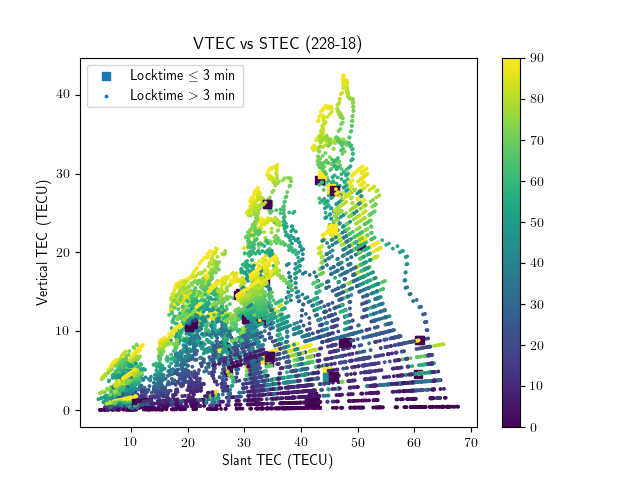 VTEC vs STEC (228-18)
Locktime ≤ 3 min
Locktime > 3 min
Vertical TEC (TECU)
40
30
20
10
0
10 20 30 40 50 60 70
Slant TEC (TECU)
90
80
70
60
50
40
30
20
10
0